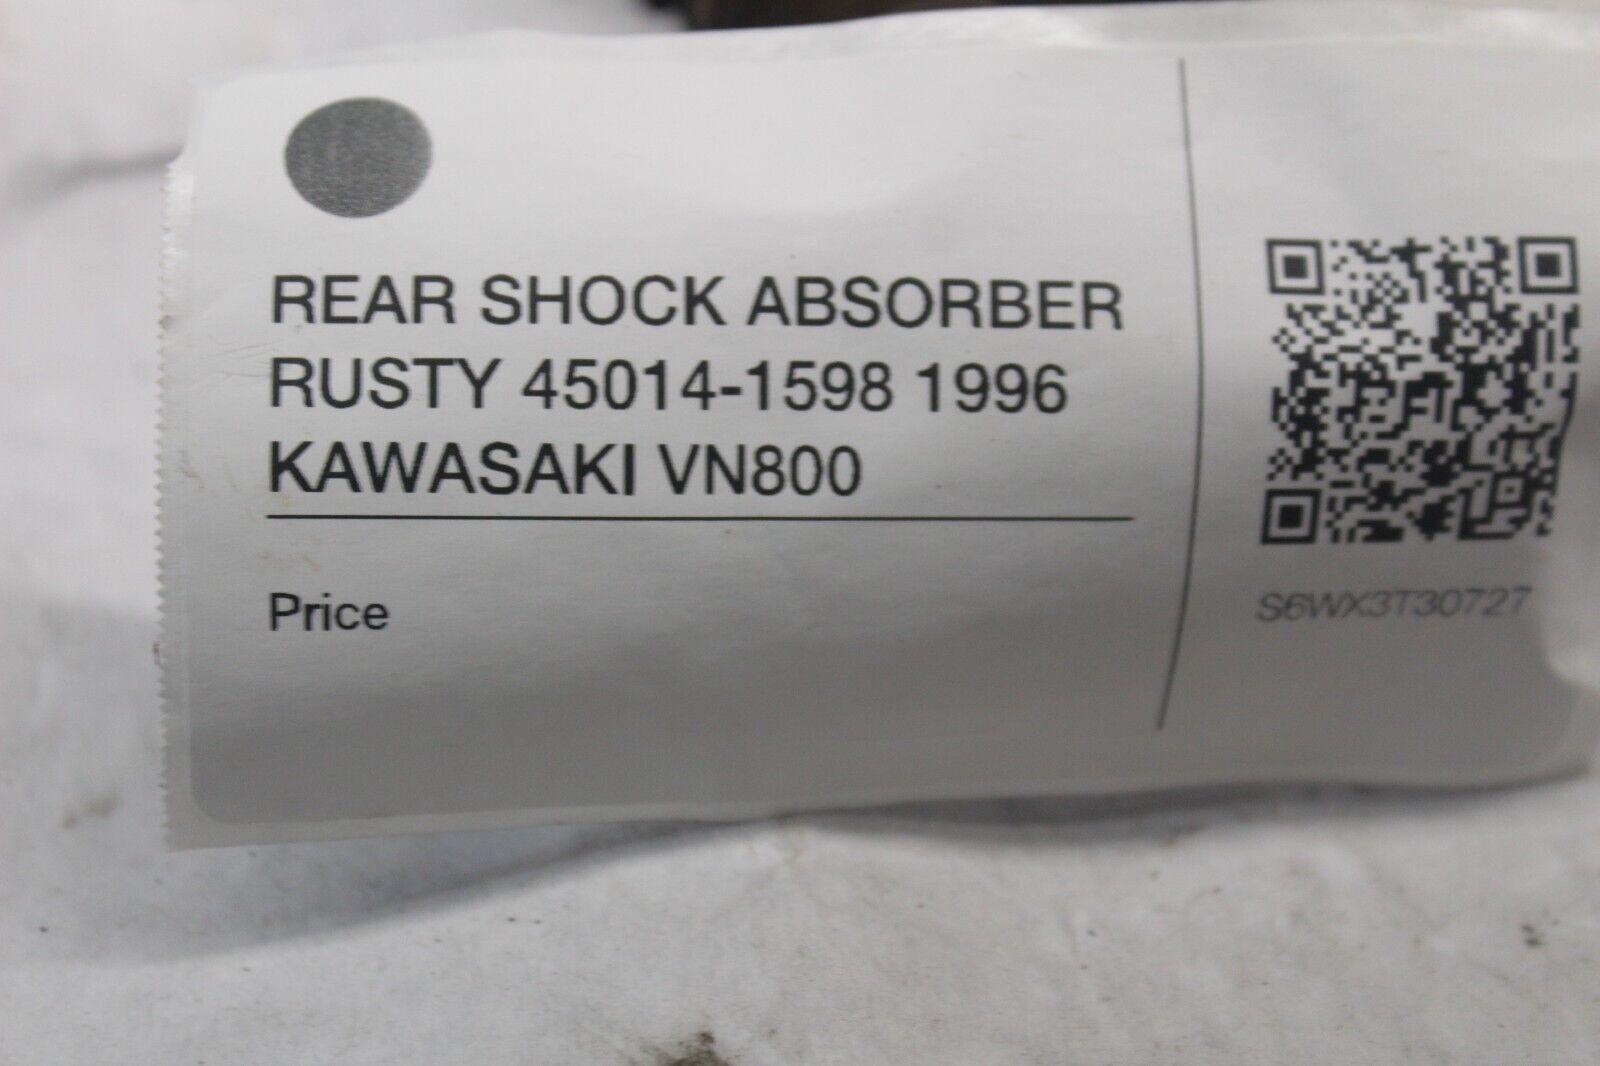 REAR SHOCK ABSORBER
RUSTY 45014-1598 1996
KAWASAKI VN800
Price
S6WX3T30727